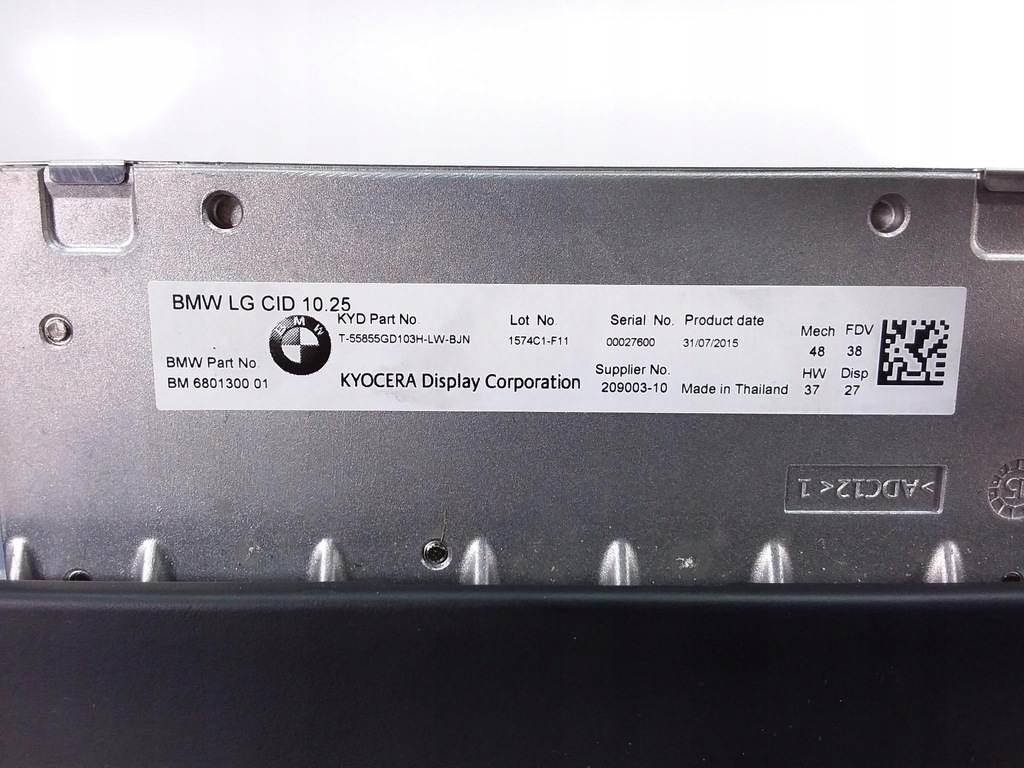 BMW LG CID 10.25
BMW
KYD Part No.
T-55855GD103H-LW-BJN
Lot No.
1574C1-F11
Serial No.
00027600
Product date
31/07/2015
Mech
48
FDV
38
BMW Part No.
BM 6801300 01
KYOCERA Display Corporation
Supplier No.
209003-10
Made in Thailand
HW
37
Disp
27
>ADC12<1
15